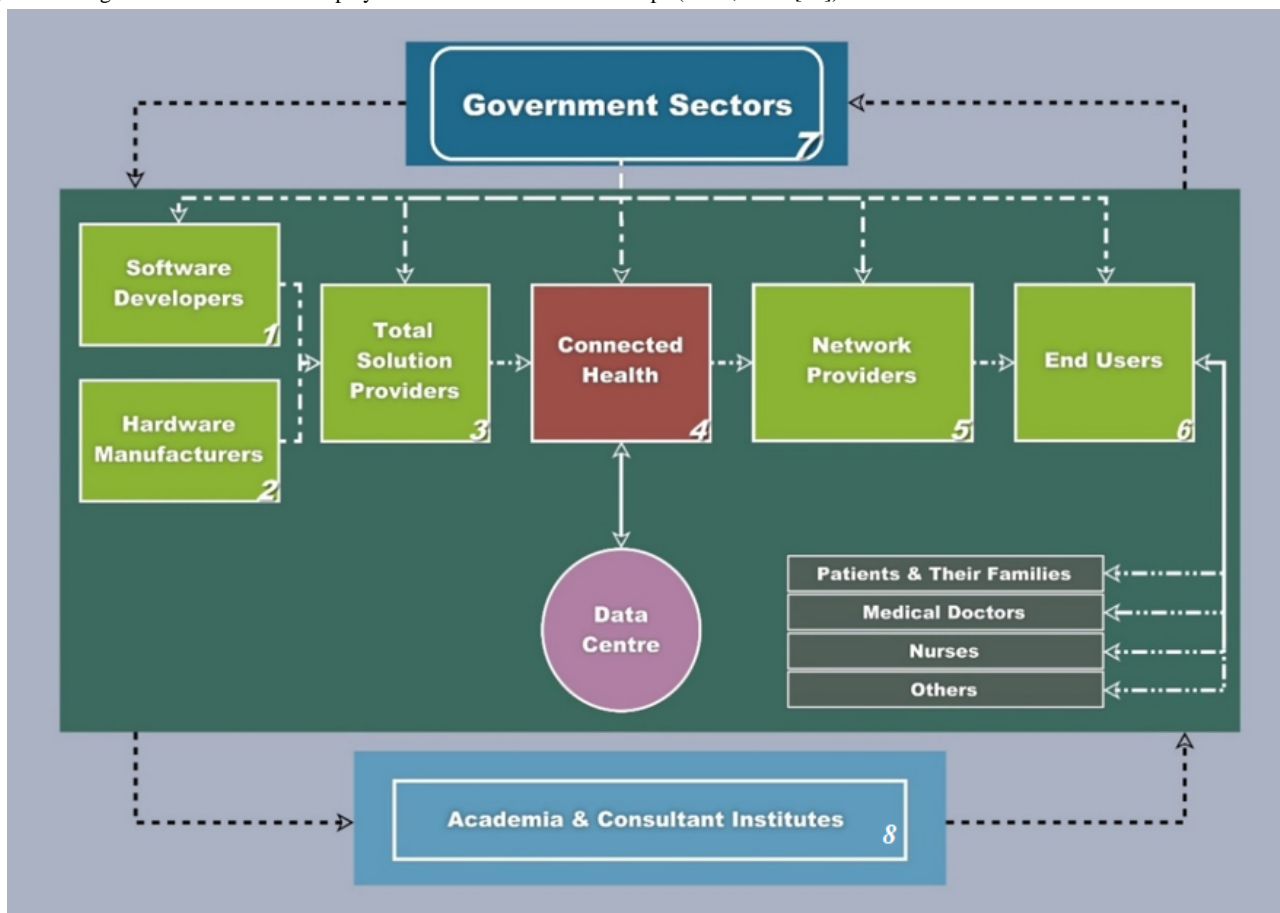 Government Sectors
7
Software
Developers
1
Hardware
Manufacturers
2
Total
Solution
Providers
3
Connected
Health
4
Network
Providers
5
End Users
6
Data
Centre
Patients & Their Families
Medical Doctors
Nurses
Others
Academia & Consultant Institutes
8